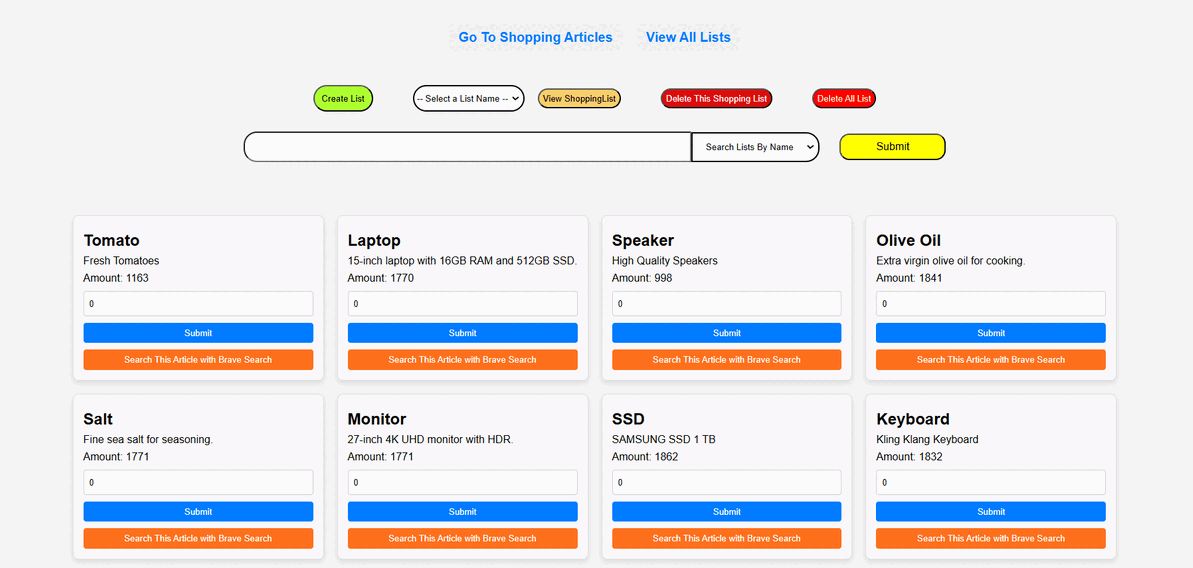 Go To Shopping Articles View All Lists
Create List -- Select a List Name -- View ShoppingList Delete This Shopping List Delete All List
Search Lists By Name Submit
Tomato
Fresh Tomatoes
Amount: 1163
0
Submit
Search This Article with Brave Search
Laptop
15-inch laptop with 16GB RAM and 512GB SSD.
Amount: 1770
0
Submit
Search This Article with Brave Search
Speaker
High Quality Speakers
Amount: 998
0
Submit
Search This Article with Brave Search
Olive Oil
Extra virgin olive oil for cooking.
Amount: 1841
0
Submit
Search This Article with Brave Search
Salt
Fine sea salt for seasoning.
Amount: 1771
0
Submit
Search This Article with Brave Search
Monitor
27-inch 4K UHD monitor with HDR.
Amount: 1771
0
Submit
Search This Article with Brave Search
SSD
SAMSUNG SSD 1 TB
Amount: 1862
0
Submit
Search This Article with Brave Search
Keyboard
Kling Klang Keyboard
Amount: 1832
0
Submit
Search This Article with Brave Search